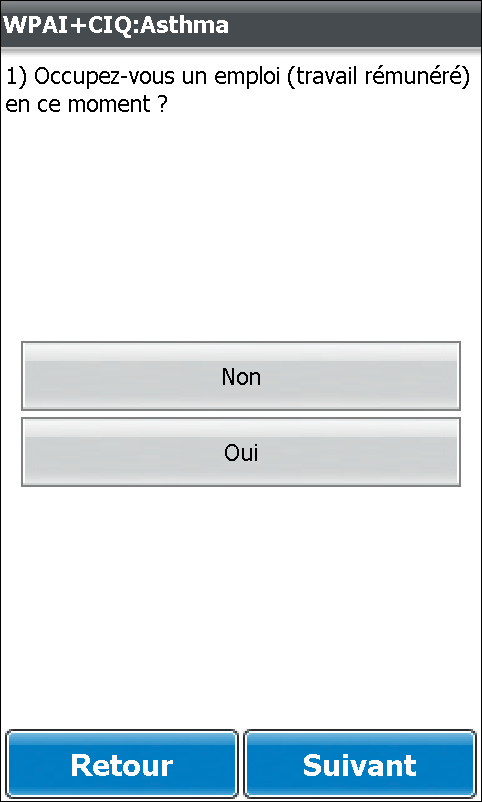 WPAI+CIQ:Asthma
1) Occupez-vous un emploi (travail rémunéré)
en ce moment ?
Non
Oui
Retour
Suivant